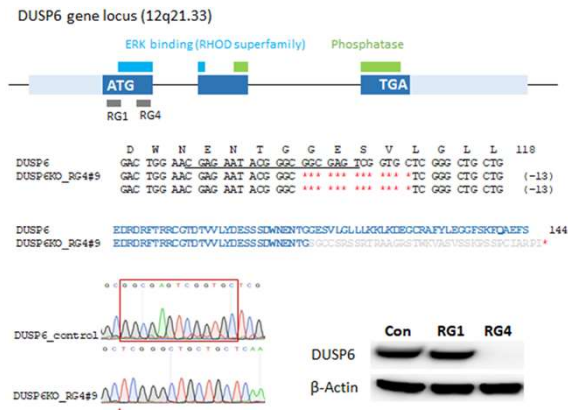 DUSP6 gene locus (12q21.33)
ERK binding (RHOD superfamily) Phosphatase
ATG TGA
RG1 RG4
D W N E N T G G E S V L G L L 118
DUSP6 GAC TGG AAC GAG AAT ACG GGC GGC GAG TCG GTG CTC GGG CTG CTG
DUSP6KO_RG4#9 GAC TGG AAC GAG AAT ACG GGC *** *** *** *** *TC GGG CTG CTG (-13)
GAC TGG AAC GAG AAT ACG GGC *** *** *** *** *TC GGG CTG CTG (-13)
DUSP6 EDRDRFTRRCGTDTVVLYDESSSDWNENTGGESVLGLLLKKLKDEGCRAFYLEGGFSKFQAEFS 144
DUSP6KO_RG4#9 EDRDRFTRRCGTDTVVLYDESSSDWNENTGSGCCSRSSRTRAAGRSTWKVASVSSKGSSPCIARPI*
G C G G C G A G T C G G T G C T C G
DUSP6_control
G C T C G G G C T G C T G C T C A A
DUSP6KO_RG4#9
Con RG1 RG4
DUSP6
β-Actin